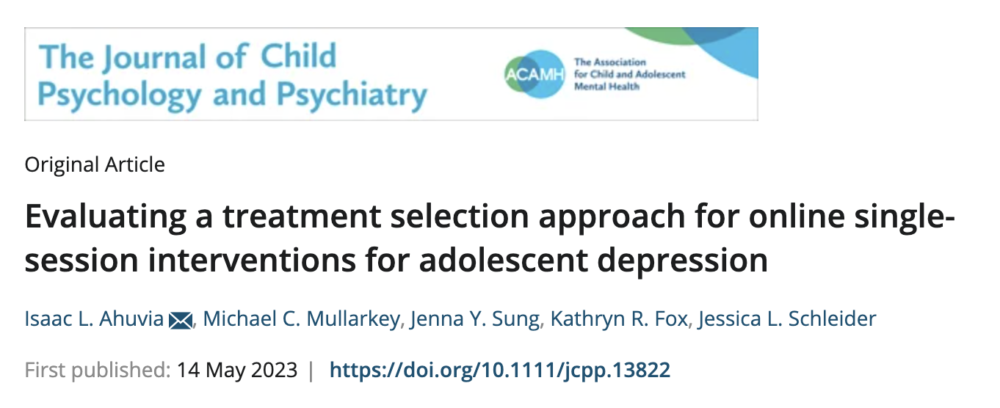 The Journal of Child
Psychology and Psychiatry
ACAMH
The Association
for Child and Adolescent
Mental Health
Original Article
Evaluating a treatment selection approach for online single-
session interventions for adolescent depression
Isaac L. Ahuvia, Michael C. Mullarkey, Jenna Y. Sung, Kathryn R. Fox, Jessica L. Schleider
First published: 14 May 2023 | https://doi.org/10.1111/jcpp.13822